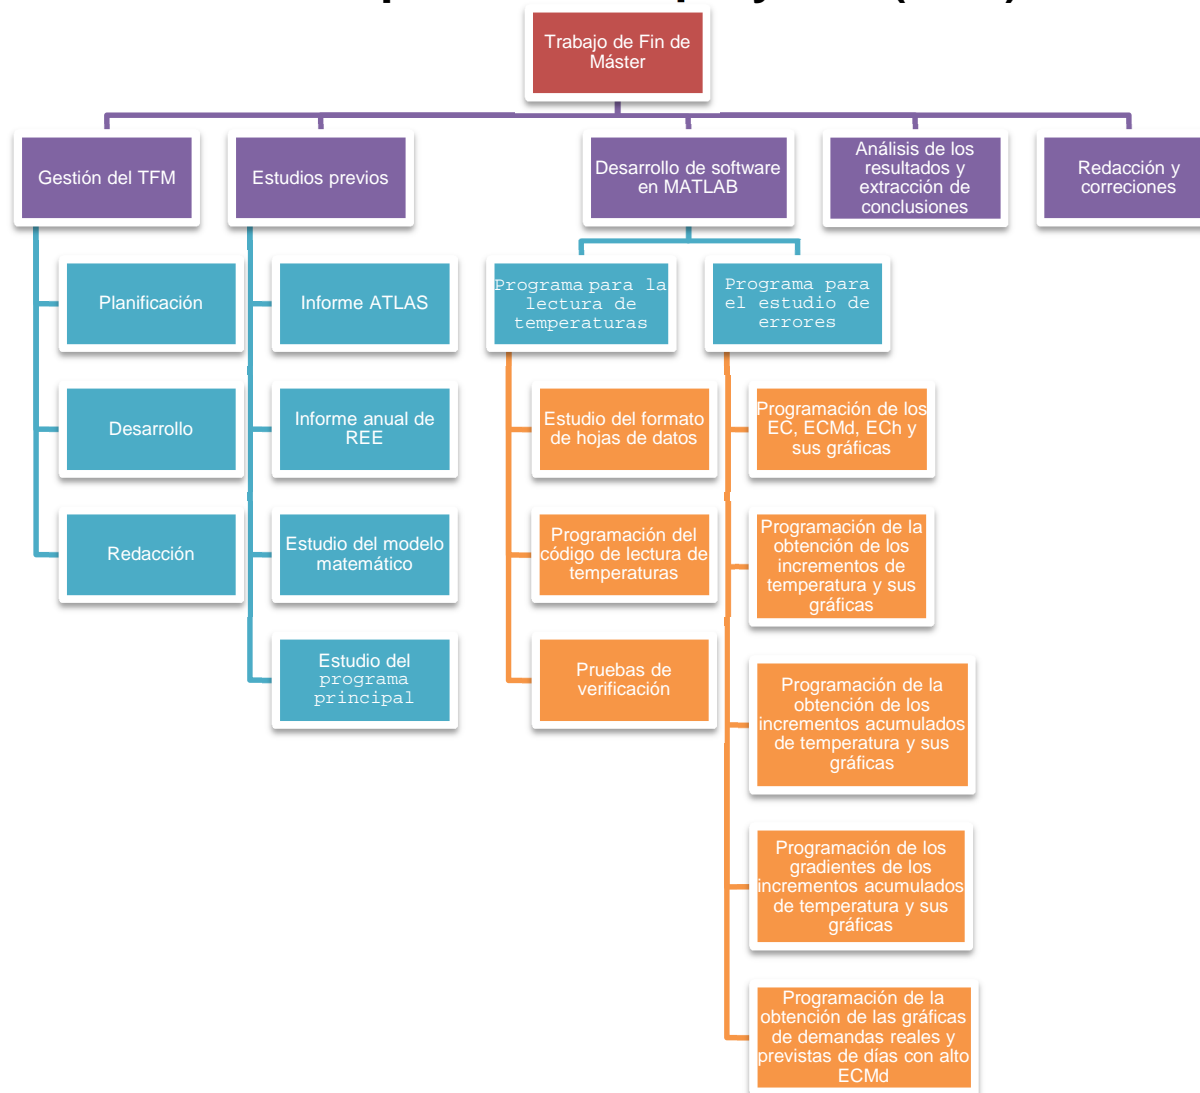 Trabajo de Fin de
Máster
Gestión del TFM
Estudios previos
Desarrollo de software
en MATLAB
Análisis de los
resultados y
extracción de
conclusiones
Redacción y
correciones
Planificación
Desarrollo
Redacción
Informe ATLAS
Informe anual de
REE
Estudio del modelo
matemático
Estudio del
programa
principal
Programa para la
lectura de
temperaturas
Estudio del formato
de hojas de datos
Programación del
código de lectura de
temperaturas
Pruebas de
verificación
Programa para
el estudio de
errores
Programación de los
EC, ECMd, ECh y
sus gráficas
Programación de la
obtención de los
incrementos de
temperatura y sus
gráficas
Programación de la
obtención de los
incrementos acumulados
de temperatura y sus
gráficas
Programación de los
gradientes de los
incrementos acumulados
de temperatura y sus
gráficas
Programación de la
obtención de las gráficas
de demandas reales y
previstas de días con alto
ECMd